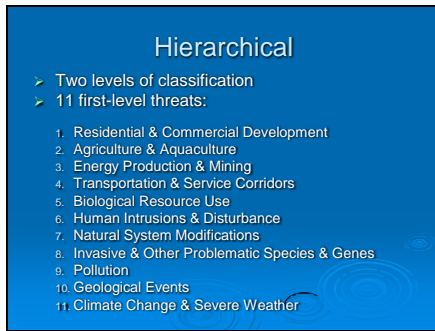 Hierarchical
Two levels of classification
11 first-level threats:
1. Residential & Commercial Development
2. Agriculture & Aquaculture
3. Energy Production & Mining
4. Transportation & Service Corridors
5. Biological Resource Use
6. Human Intrusions & Disturbance
7. Natural System Modifications
8. Invasive & Other Problematic Species & Genes
9. Pollution
10. Geological Events
11. Climate Change & Severe Weather